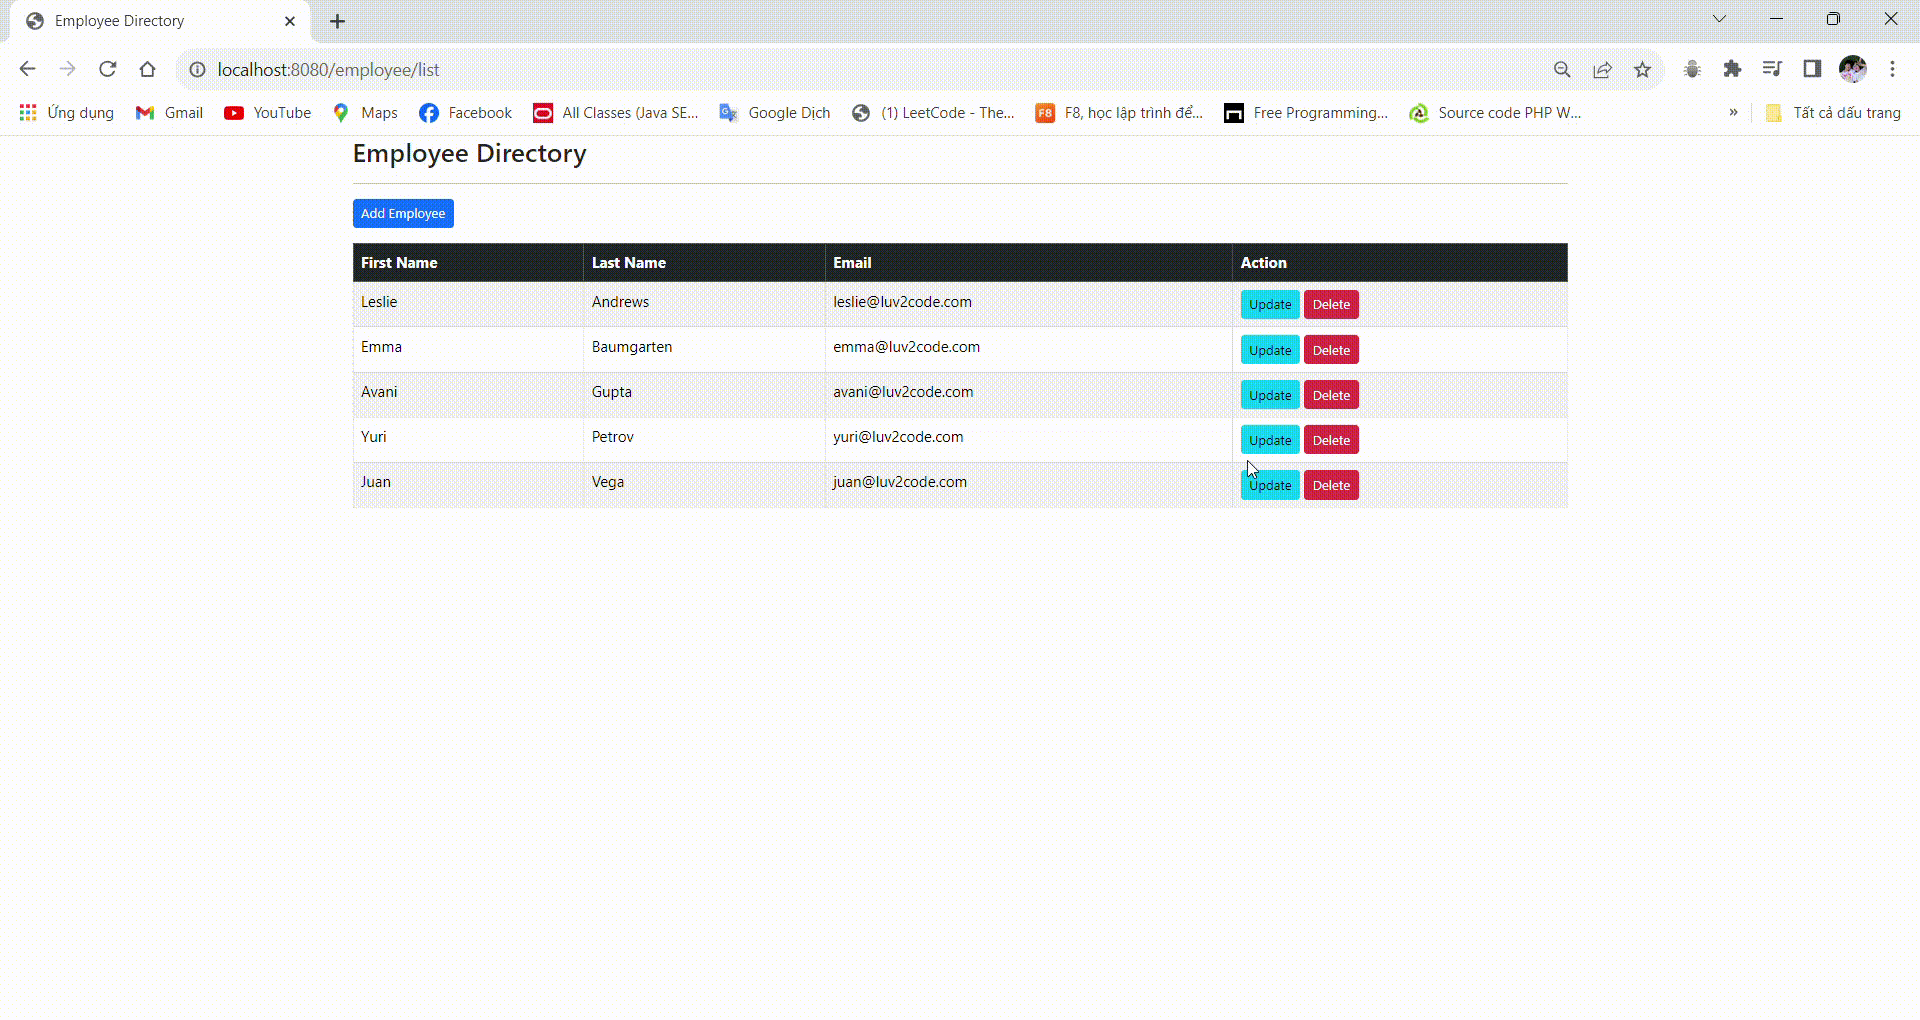 Employee Directory
localhost:8080/employee/list
Ứng dụng Gmail YouTube Maps Facebook All Classes (Java SE... Google Dịch (1) LeetCode - The... F8, học lập trình để... Free Programming... Source code PHP W... » Tất cả dấu trang
Employee Directory
Add Employee
First Name Last Name Email Action
Leslie Andrews leslie@luv2code.com Update Delete
Emma Baumgarten emma@luv2code.com Update Delete
Avani Gupta avani@luv2code.com Update Delete
Yuri Petrov yuri@luv2code.com Update Delete
Juan Vega juan@luv2code.com Update Delete